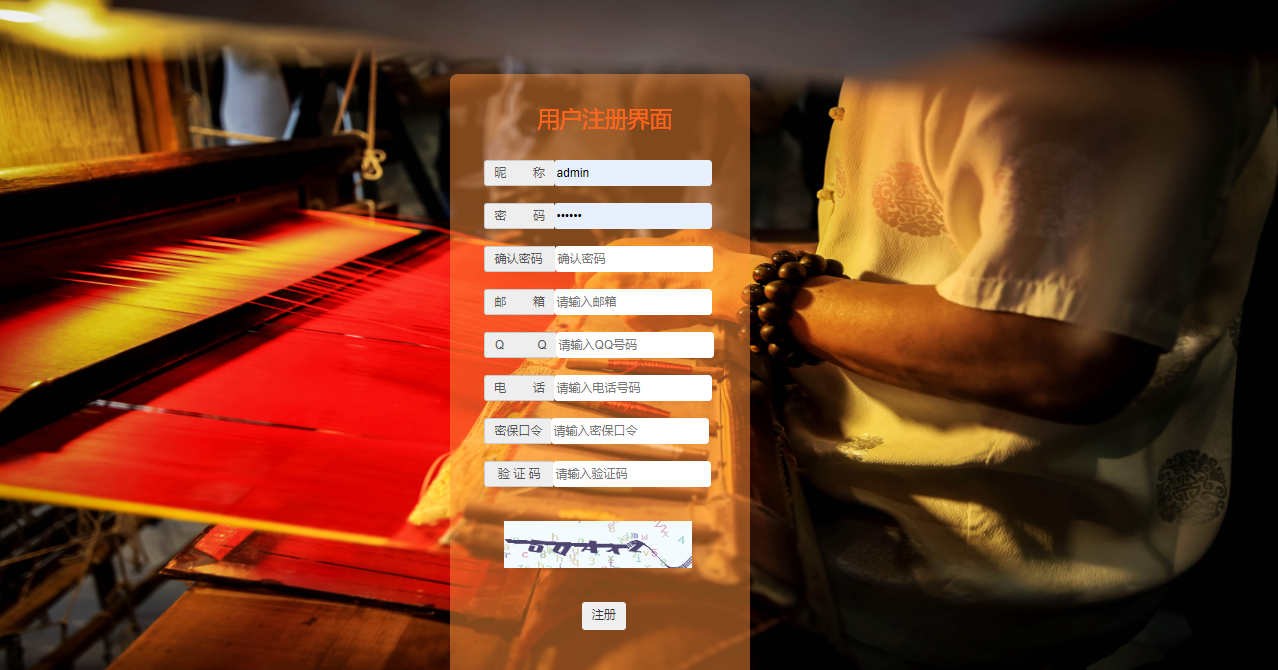 用户注册界面
昵 称 admin
密 码 ••••••
确认密码 确认密码
邮 箱 请输入邮箱
Q Q 请输入QQ号码
电 话 请输入电话号码
密保口令 请输入密保口令
验 证 码 请输入验证码
注册